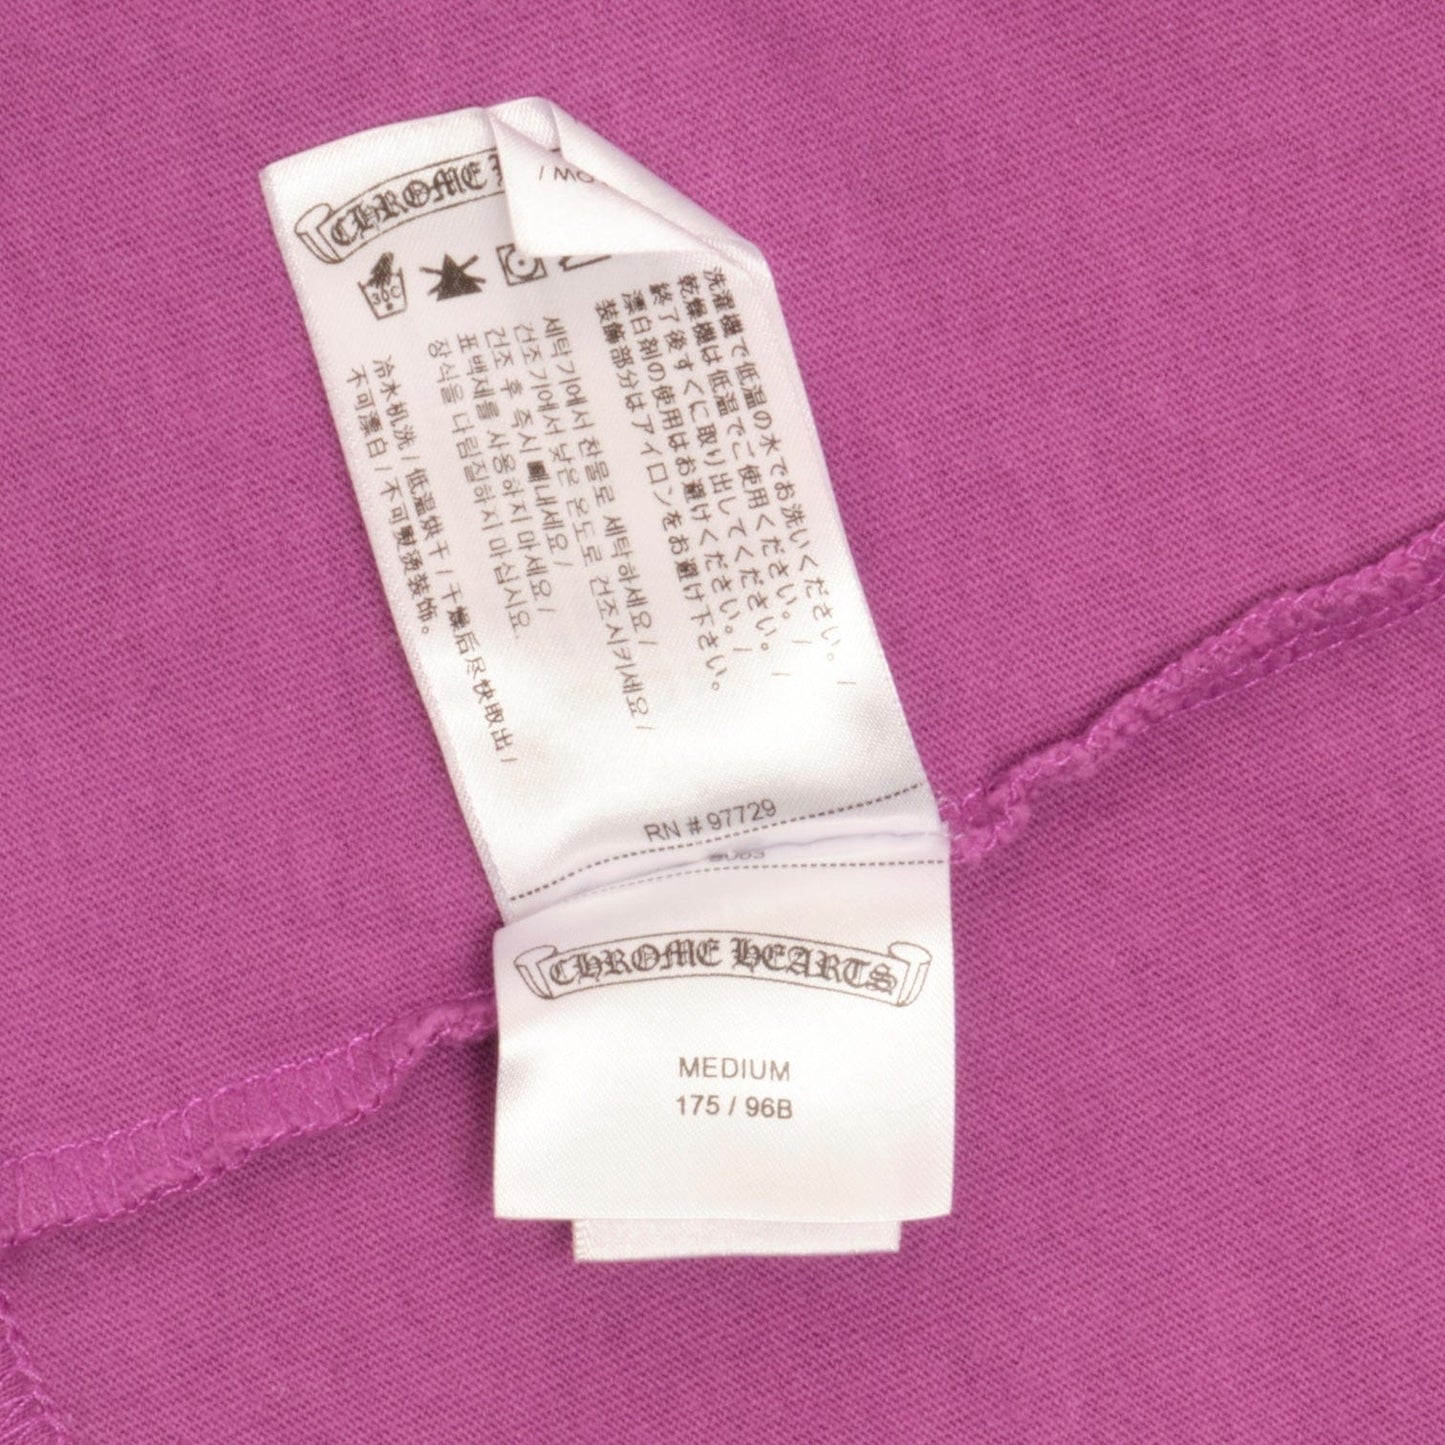 CHROME
30C
洗濯機で低温の水でお洗いください。/
乾燥機は低温でご使用ください。/
終了後すぐに取り出してください。/
漂白剤の使用はお避けください。/
装飾部分はアイロンをお避け下さい。
세탁기에서 찬물로 세탁하세요 /
건조기에서 낮은 온도로 건조시키세요 /
건조 후 즉시 빼내세요 /
표백제를 사용하지 마세요 /
장식을 다림질하지 마십시요.
冷水机洗 / 低温烘干 / 干燥后尽快取出 /
不可漂白 / 不可熨烫装饰。
RN # 97729
CHROME HEARTS
MEDIUM
175 / 96B